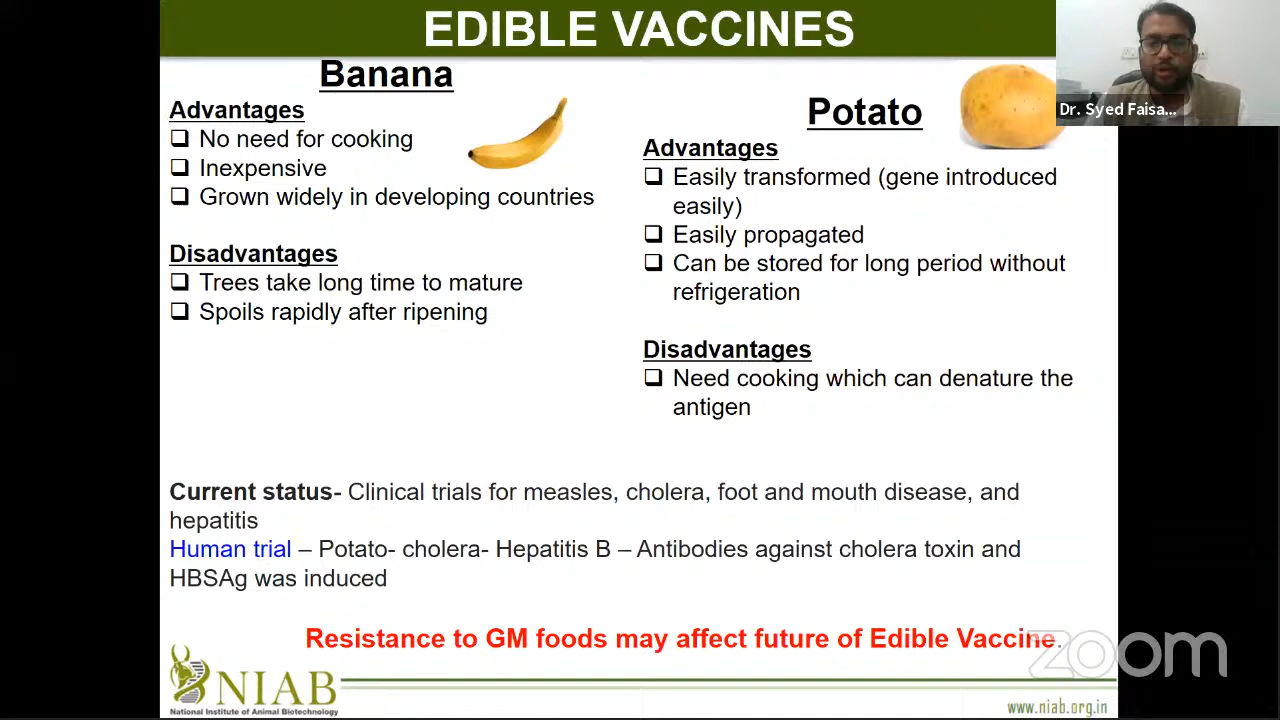 EDIBLE VACCINES
Banana
Advantages
No need for cooking
Inexpensive
Grown widely in developing countries
Disadvantages
Trees take long time to mature
Spoils rapidly after ripening
Potato
Advantages
Easily transformed (gene introduced
easily)
Easily propagated
Can be stored for long period without
refrigeration
Disadvantages
Need cooking which can denature the
antigen
Dr. Syed Faisa...
Current status- Clinical trials for measles, cholera, foot and mouth disease, and
hepatitis
Human trial – Potato- cholera- Hepatitis B – Antibodies against cholera toxin and
HBSAg was induced
Resistance to GM foods may affect future of Edible Vaccine.
zoom
NIAB
National Institute of Animal Biotechnology
www.niab.org.in